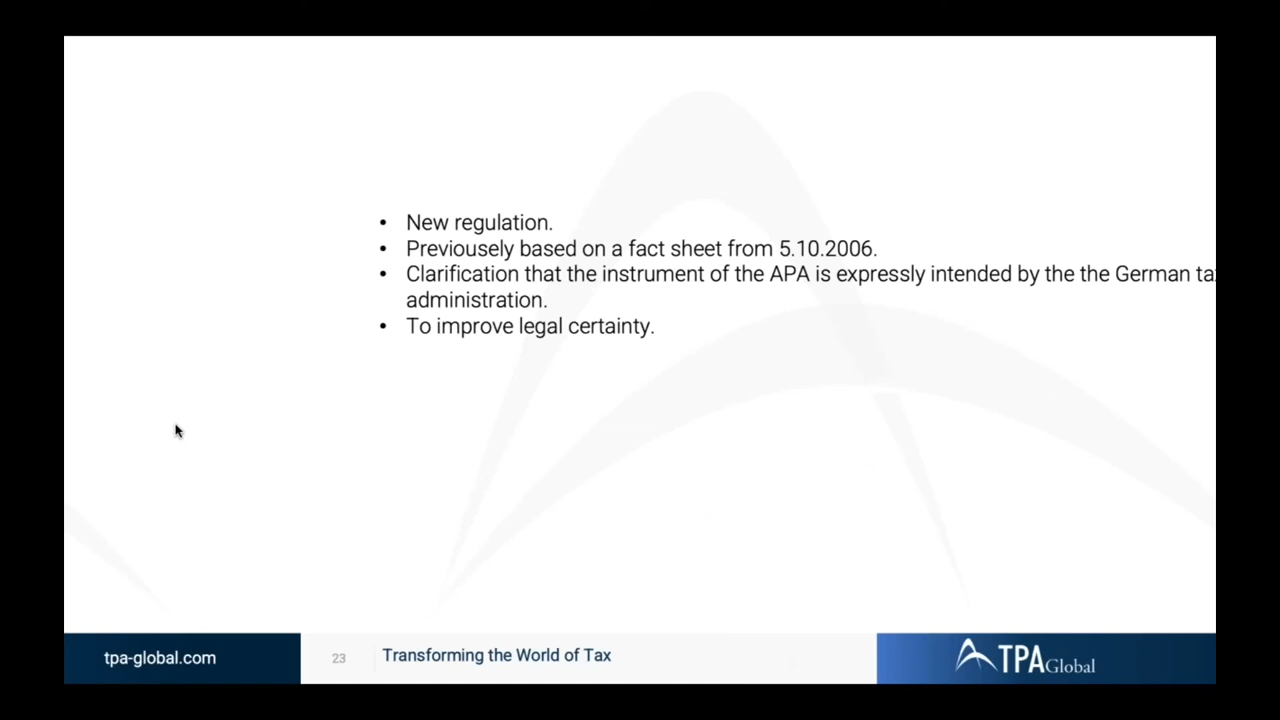 • New regulation.
• Previousely based on a fact sheet from 5.10.2006.
• Clarification that the instrument of the APA is expressly intended by the the German
administration.
• To improve legal certainty.
tpa-global.com
23
Transforming the World of Tax
TPA Global